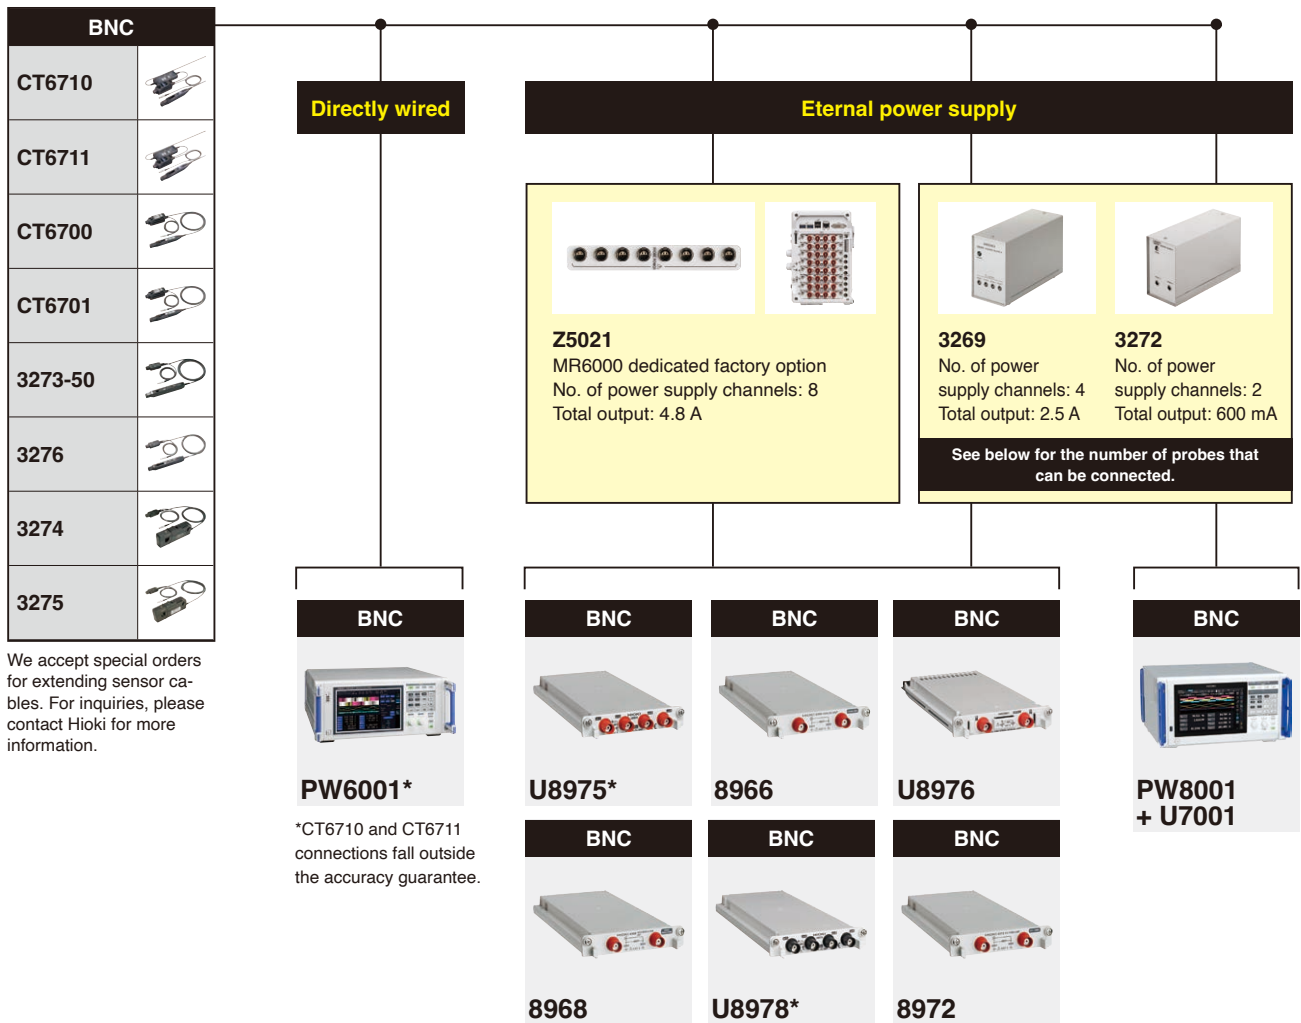 BNC
CT6710
CT6711
CT6700
CT6701
3273-50
3276
3274
3275
We accept special orders
for extending sensor ca-
bles. For inquiries, please
contact Hioki for more
information.
Directly wired
Eternal power supply
Z5021
MR6000 dedicated factory option
No. of power supply channels: 8
Total output: 4.8 A
3269
No. of power
supply channels: 4
Total output: 2.5 A
3272
No. of power
supply channels: 2
Total output: 600 mA
See below for the number of probes that
can be connected.
BNC
PW6001*
*CT6710 and CT6711
connections fall outside
the accuracy guarantee.
BNC
U8975*
BNC
8966
BNC
U8976
BNC
PW8001
+ U7001
BNC
8968
BNC
U8978*
BNC
8972